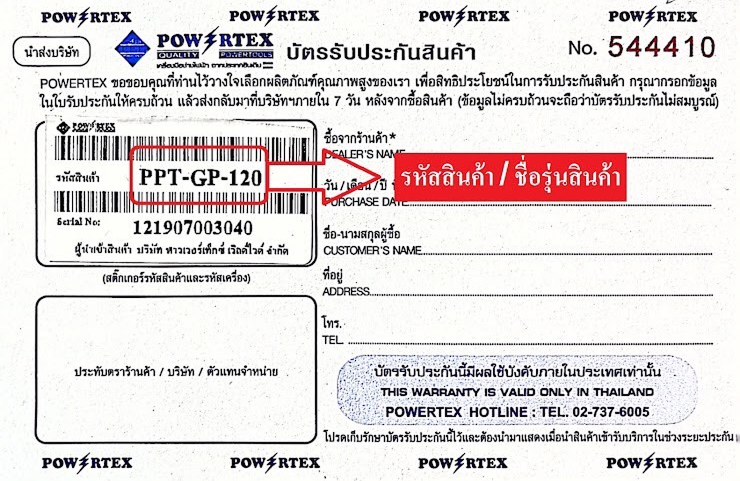 POWERTEX POWERTEX POWERTEX POWERTEX
นำส่งบริษัท
POWERTEX
QUALITY POWERTOOLS
เครื่องมือช่างไฟฟ้า จากประเทศจีน
บัตรรับประกันสินค้า
No. 544410
POWERTEX ขอขอบคุณที่ท่านไว้วางใจเลือกผลิตภัณฑ์คุณภาพสูงของเรา เพื่อสิทธิประโยชน์ในการรับประกันสินค้า กรุณากรอกข้อมูล
ในใบรับประกันให้ครบถ้วน แล้วส่งกลับมาที่บริษัทฯภายใน 7 วัน หลังจากซื้อสินค้า (ข้อมูลไม่ครบถ้วนจะถือว่าบัตรรับประกันไม่สมบูรณ์)
POWERTEX
รหัสสินค้า PPT-GP-120
Serial No: 121907003040
ผู้นำเข้าสินค้า บริษัท พาวเวอร์เท็กซ์ เวิลด์ไวด์ จำกัด
(สติ๊กเกอร์รหัสสินค้าและรหัสเครื่อง)
ประทับตราร้านค้า / บริษัท / ตัวแทนจำหน่าย
ชื่อจากร้านค้า*
DEALER'S NAME
รหัสสินค้า / ชื่อรุ่นสินค้า
วัน / เดือน / ปี
PURCHASE DATE
ชื่อ-นามสกุลผู้ซื้อ
CUSTOMER'S NAME
ที่อยู่
ADDRESS
โทร.
TEL
บัตรรับประกันนี้มีผลใช้บังคับภายในประเทศเท่านั้น
THIS WARRANTY IS VALID ONLY IN THAILAND
POWERTEX HOTLINE : TEL. 02-737-6005
โปรดเก็บรักษาบัตรรับประกันนี้ไว้และต้องนำมาแสดงเมื่อนำสินค้าเข้ารับบริการในช่วงระยะประกัน
POWERTEX POWERTEX POWERTEX POWERTEX